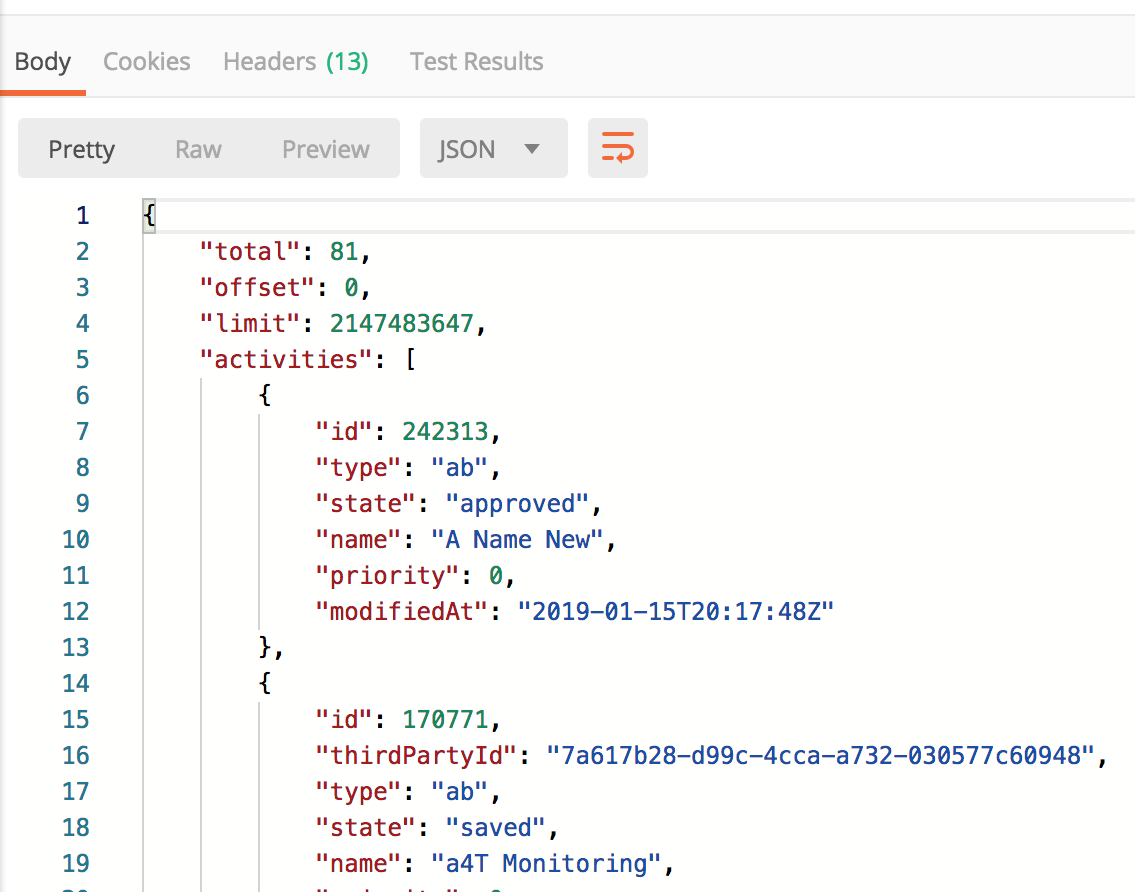 Body Cookies Headers (13) Test Results
Pretty Raw Preview JSON
1 {
2 "total": 81,
3 "offset": 0,
4 "limit": 2147483647,
5 "activities": [
6 {
7 "id": 242313,
8 "type": "ab",
9 "state": "approved",
10 "name": "A Name New",
11 "priority": 0,
12 "modifiedAt": "2019-01-15T20:17:48Z"
13 },
14 {
15 "id": 170771,
16 "thirdPartyId": "7a617b28-d99c-4cca-a732-030577c60948",
17 "type": "ab",
18 "state": "saved",
19 "name": "a4T Monitoring",